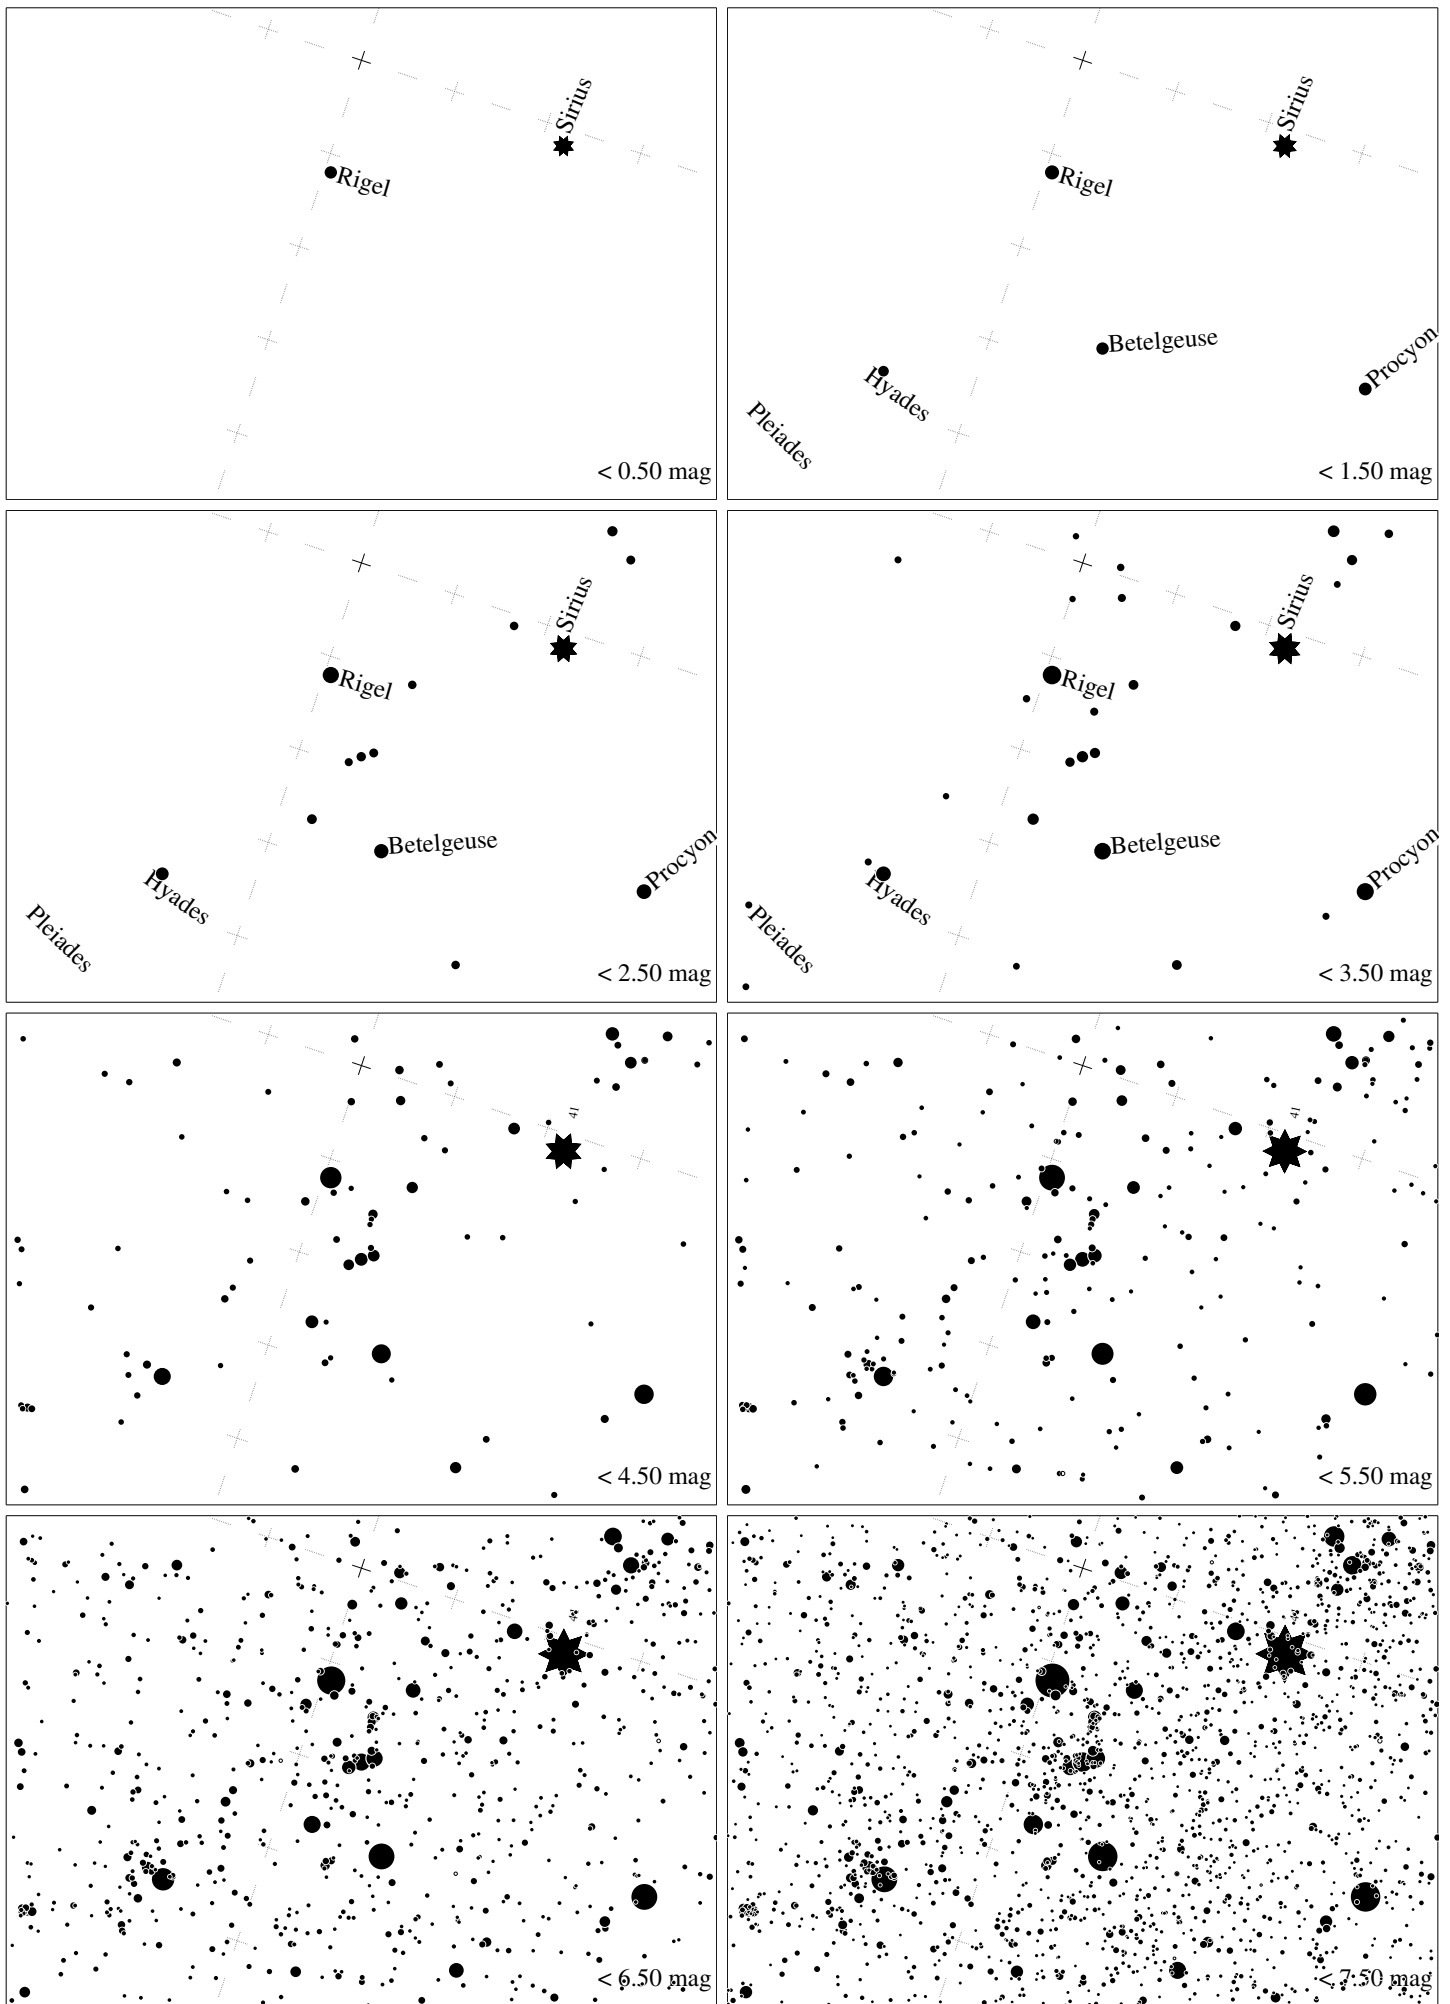 Sirius
Rigel
< 0.50 mag
Sirius
Rigel
Betelgeuse
Procyon
Hyades
Pleiades
< 1.50 mag
Sirius
Rigel
Betelgeuse
Procyon
Hyades
Pleiades
< 2.50 mag
Sirius
Rigel
Betelgeuse
Procyon
Hyades
Pleiades
< 3.50 mag
41
< 4.50 mag
41
< 5.50 mag
< 6.50 mag
< 7.50 mag